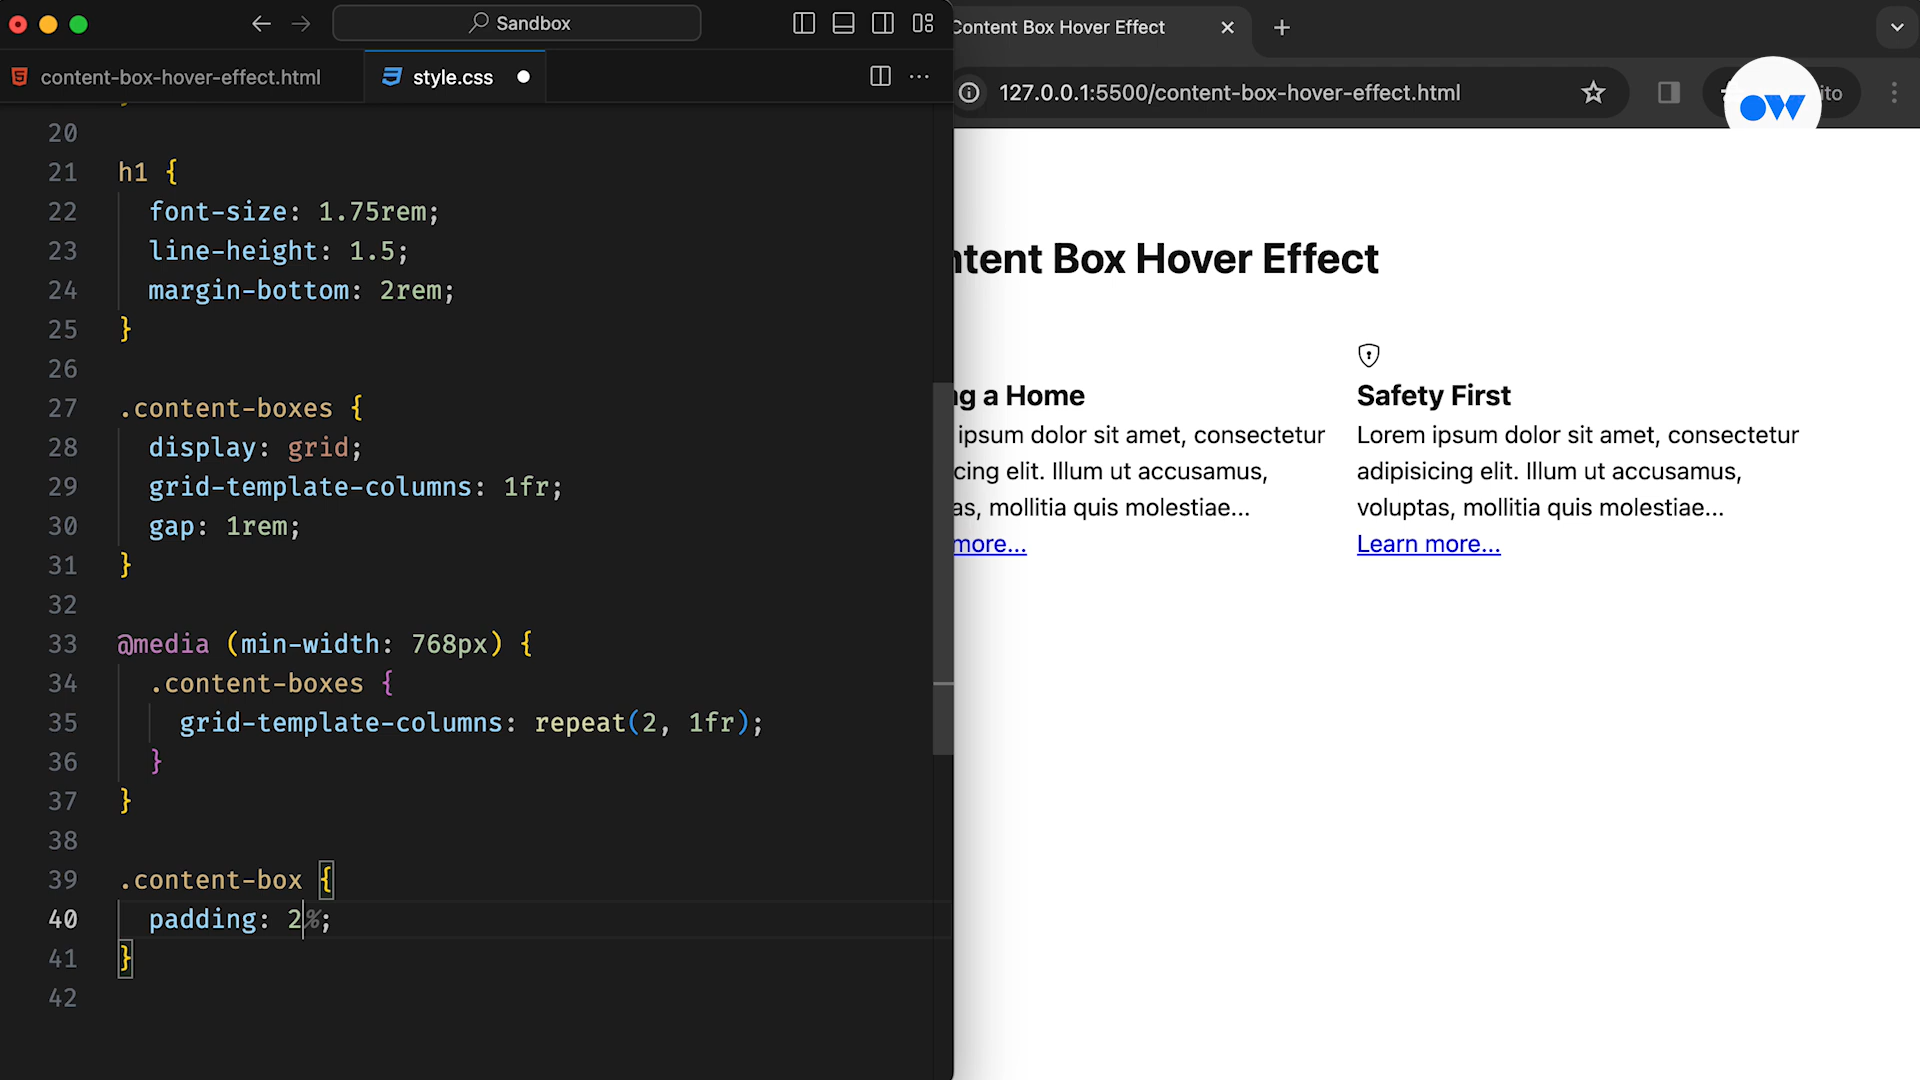 Sandbox
content-box-hover-effect.html
style.css
20
21 h1 {
22 font-size: 1.75rem;
23 line-height: 1.5;
24 margin-bottom: 2rem;
25 }
26
27 .content-boxes {
28 display: grid;
29 grid-template-columns: 1fr;
30 gap: 1rem;
31 }
32
33 @media (min-width: 768px) {
34 .content-boxes {
35 grid-template-columns: repeat(2, 1fr);
36 }
37 }
38
39 .content-box {
40 padding: 2%;
41 }
42
Content Box Hover Effect
127.0.0.1:5500/content-box-hover-effect.html
ito
OW
ntent Box Hover Effect
ng a Home
ipsum dolor sit amet, consectetur
cing elit. Illum ut accusamus,
as, mollitia quis molestiae...
more...
Safety First
Lorem ipsum dolor sit amet, consectetur
adipisicing elit. Illum ut accusamus,
voluptas, mollitia quis molestiae...
Learn more...